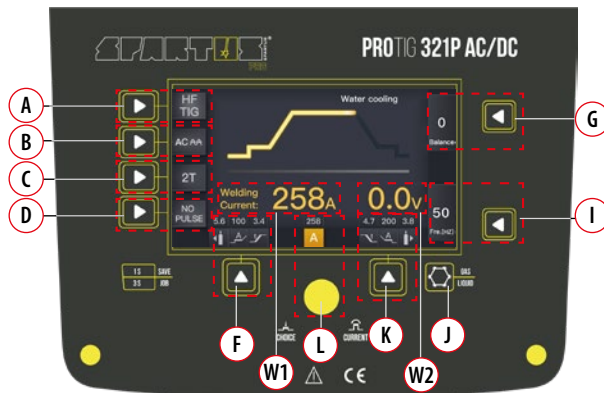 SPARTUS
PRO
PROTIG 321P AC/DC
A
B
C
D
HF
TIG
AC
2T
NO
PULSE
Water cooling
0
Balance
50
Fre.(HZ)
Welding
Current:
258A
0.0V
5.6 100 3.4
258
4.7 200 3.8
A
A
A
G
I
1 S SAVE
3 S JOB
GAS
LIQUID
F
L
K
J
CHOICE
CURRENT
W1
W2
CE